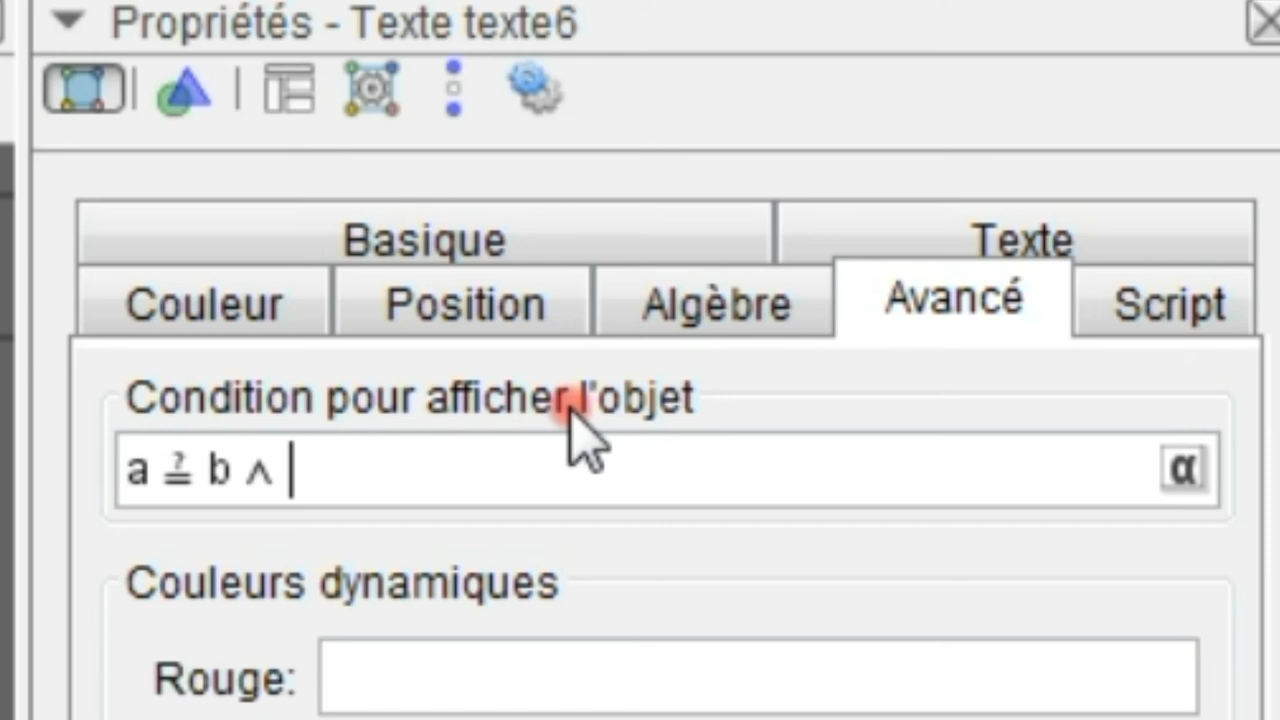 Propriétés - Texte texte6
Basique Texte
Couleur Position Algèbre Avancé Script
Condition pour afficher l'objet
a ≟ b ∧
α
Couleurs dynamiques
Rouge: